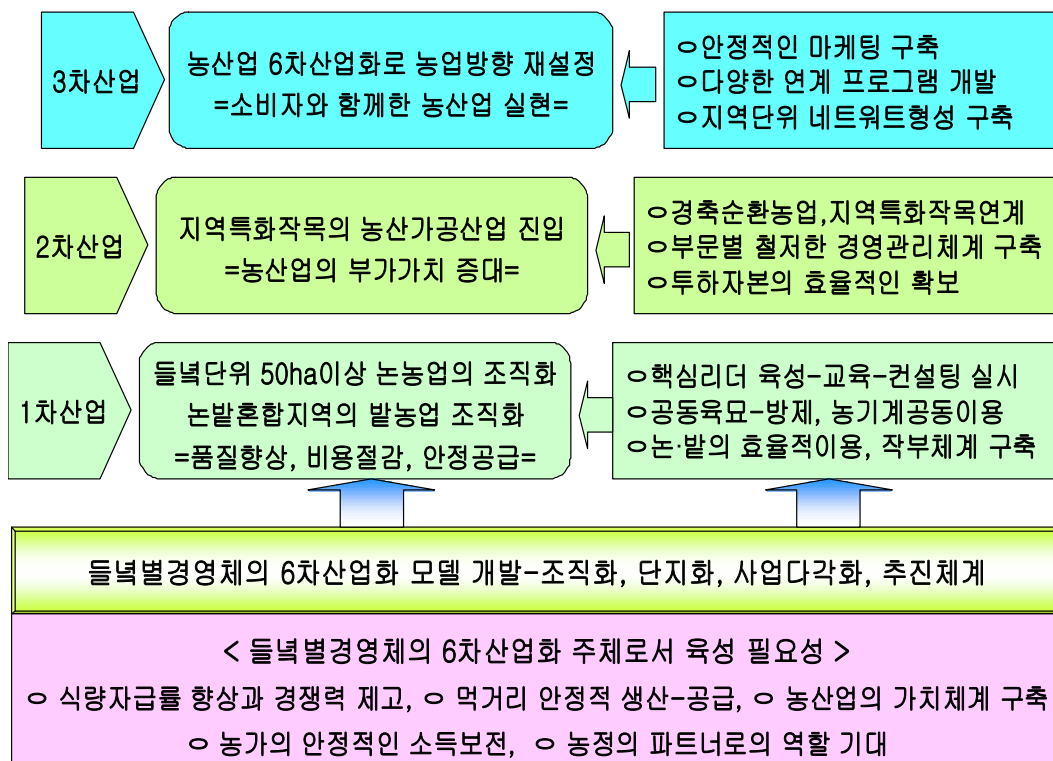 3차산업
농산업 6차산업화로 농업방향 재설정
=소비자와 함께한 농산업 실현=
ㅇ안정적인 마케팅 구축
ㅇ다양한 연계 프로그램 개발
ㅇ지역단위 네트워트형성 구축
2차산업
지역특화작목의 농산가공산업 진입
=농산업의 부가가치 증대=
ㅇ경축순환농업,지역특화작목연계
ㅇ부문별 철저한 경영관리체계 구축
ㅇ투하자본의 효율적인 확보
1차산업
들녘단위 50ha이상 논농업의 조직화
논밭혼합지역의 밭농업 조직화
=품질향상, 비용절감, 안정공급=
ㅇ핵심리더 육성-교육-컨설팅 실시
ㅇ공동육묘-방제, 농기계공동이용
ㅇ논·밭의 효율적이용, 작부체계 구축
들녘별경영체의 6차산업화 모델 개발-조직화, 단지화, 사업다각화, 추진체계
< 들녘별경영체의 6차산업화 주체로서 육성 필요성 >
ㅇ 식량자급률 향상과 경쟁력 제고, ㅇ 먹거리 안정적 생산-공급, ㅇ 농산업의 가치체계 구축
ㅇ 농가의 안정적인 소득보전, ㅇ 농정의 파트너로의 역할 기대